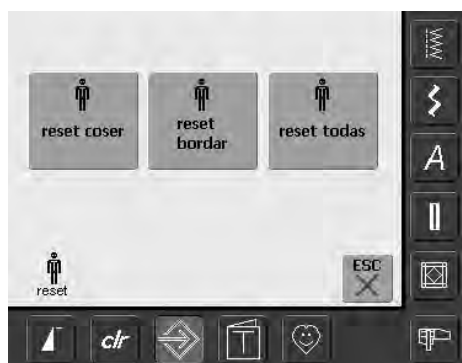 reset coser
reset
bordar
reset todas
reset
ESC
A
clr
T